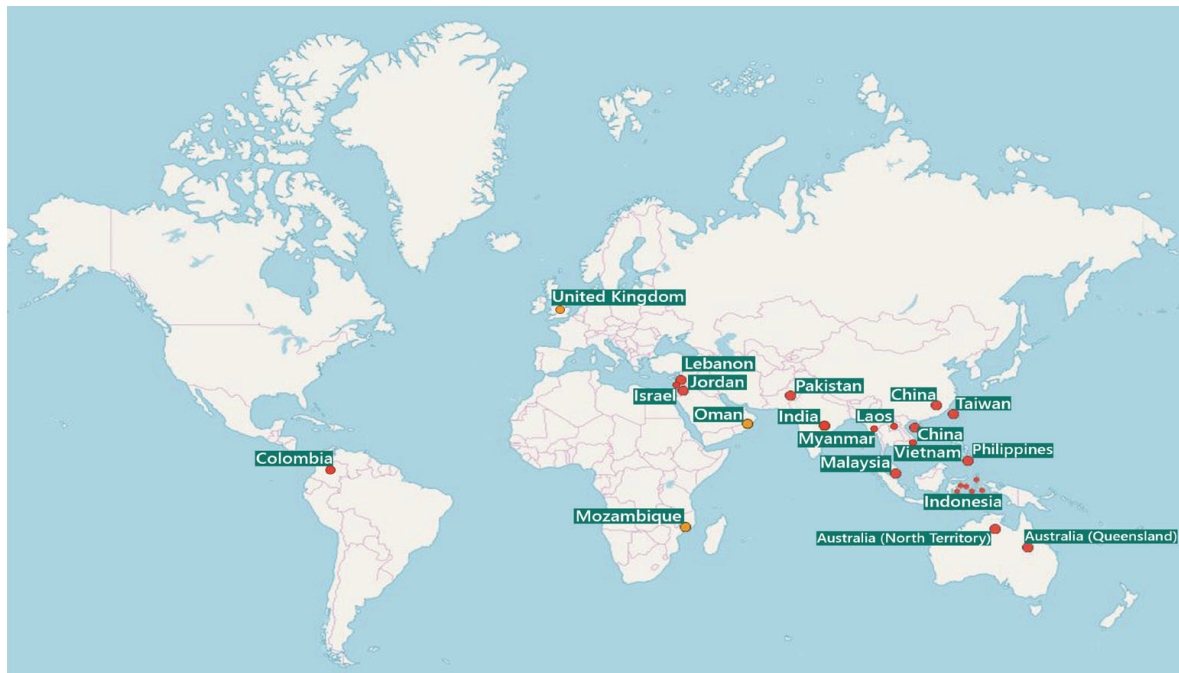 United Kingdom
Lebanon
Jordan
Israel
Pakistan
China
Taiwan
Oman
India
Laos
China
Myanmar
Vietnam
Philippines
Colombia
Malaysia
Indonesia
Mozambique
Australia (North Territory)
Australia (Queensland)